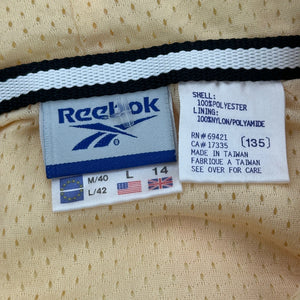 Reebok
M/40 L 14
L/42
SHELL:
100%POLYESTER
LINING:
100%NYLON/POLYAMIDE
RN#69421
CA#17335 [135]
MADE IN TAIWAN
FABRIQUE A TAIWAN
SEE OVER FOR CARE